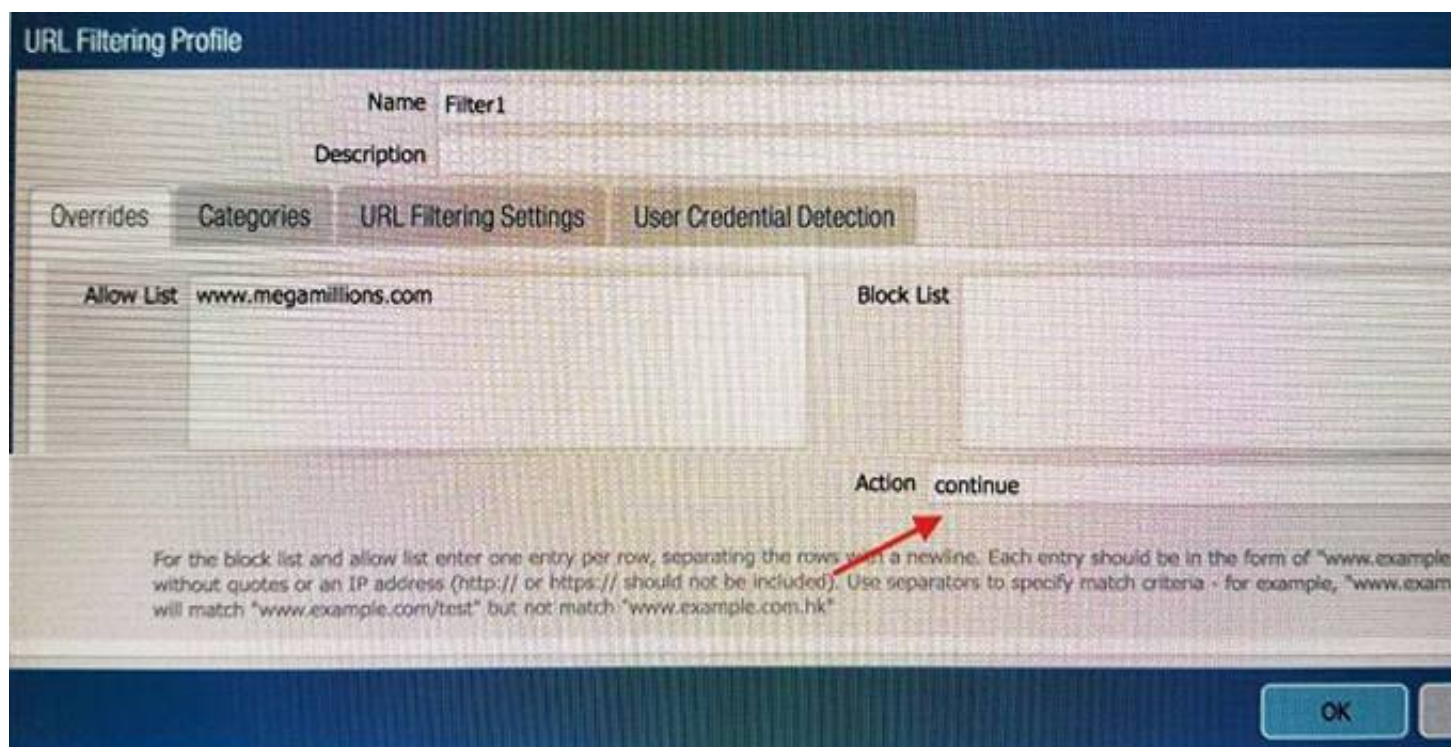 URL Filtering Profile
Name Filter1
Description
Overrides Categories URL Filtering Settings User Credential Detection
Allow List www.megamillions.com Block List
Action continue
For the block list and allow list enter one entry per row, separating the rows with a newline. Each entry should be in the form of "www.example
without quotes or an IP address (http:// or https:// should not be included). Use separators to specify match criteria - for example, "www.exam
will match "www.example.com/test" but not match "www.example.com.hk"
OK